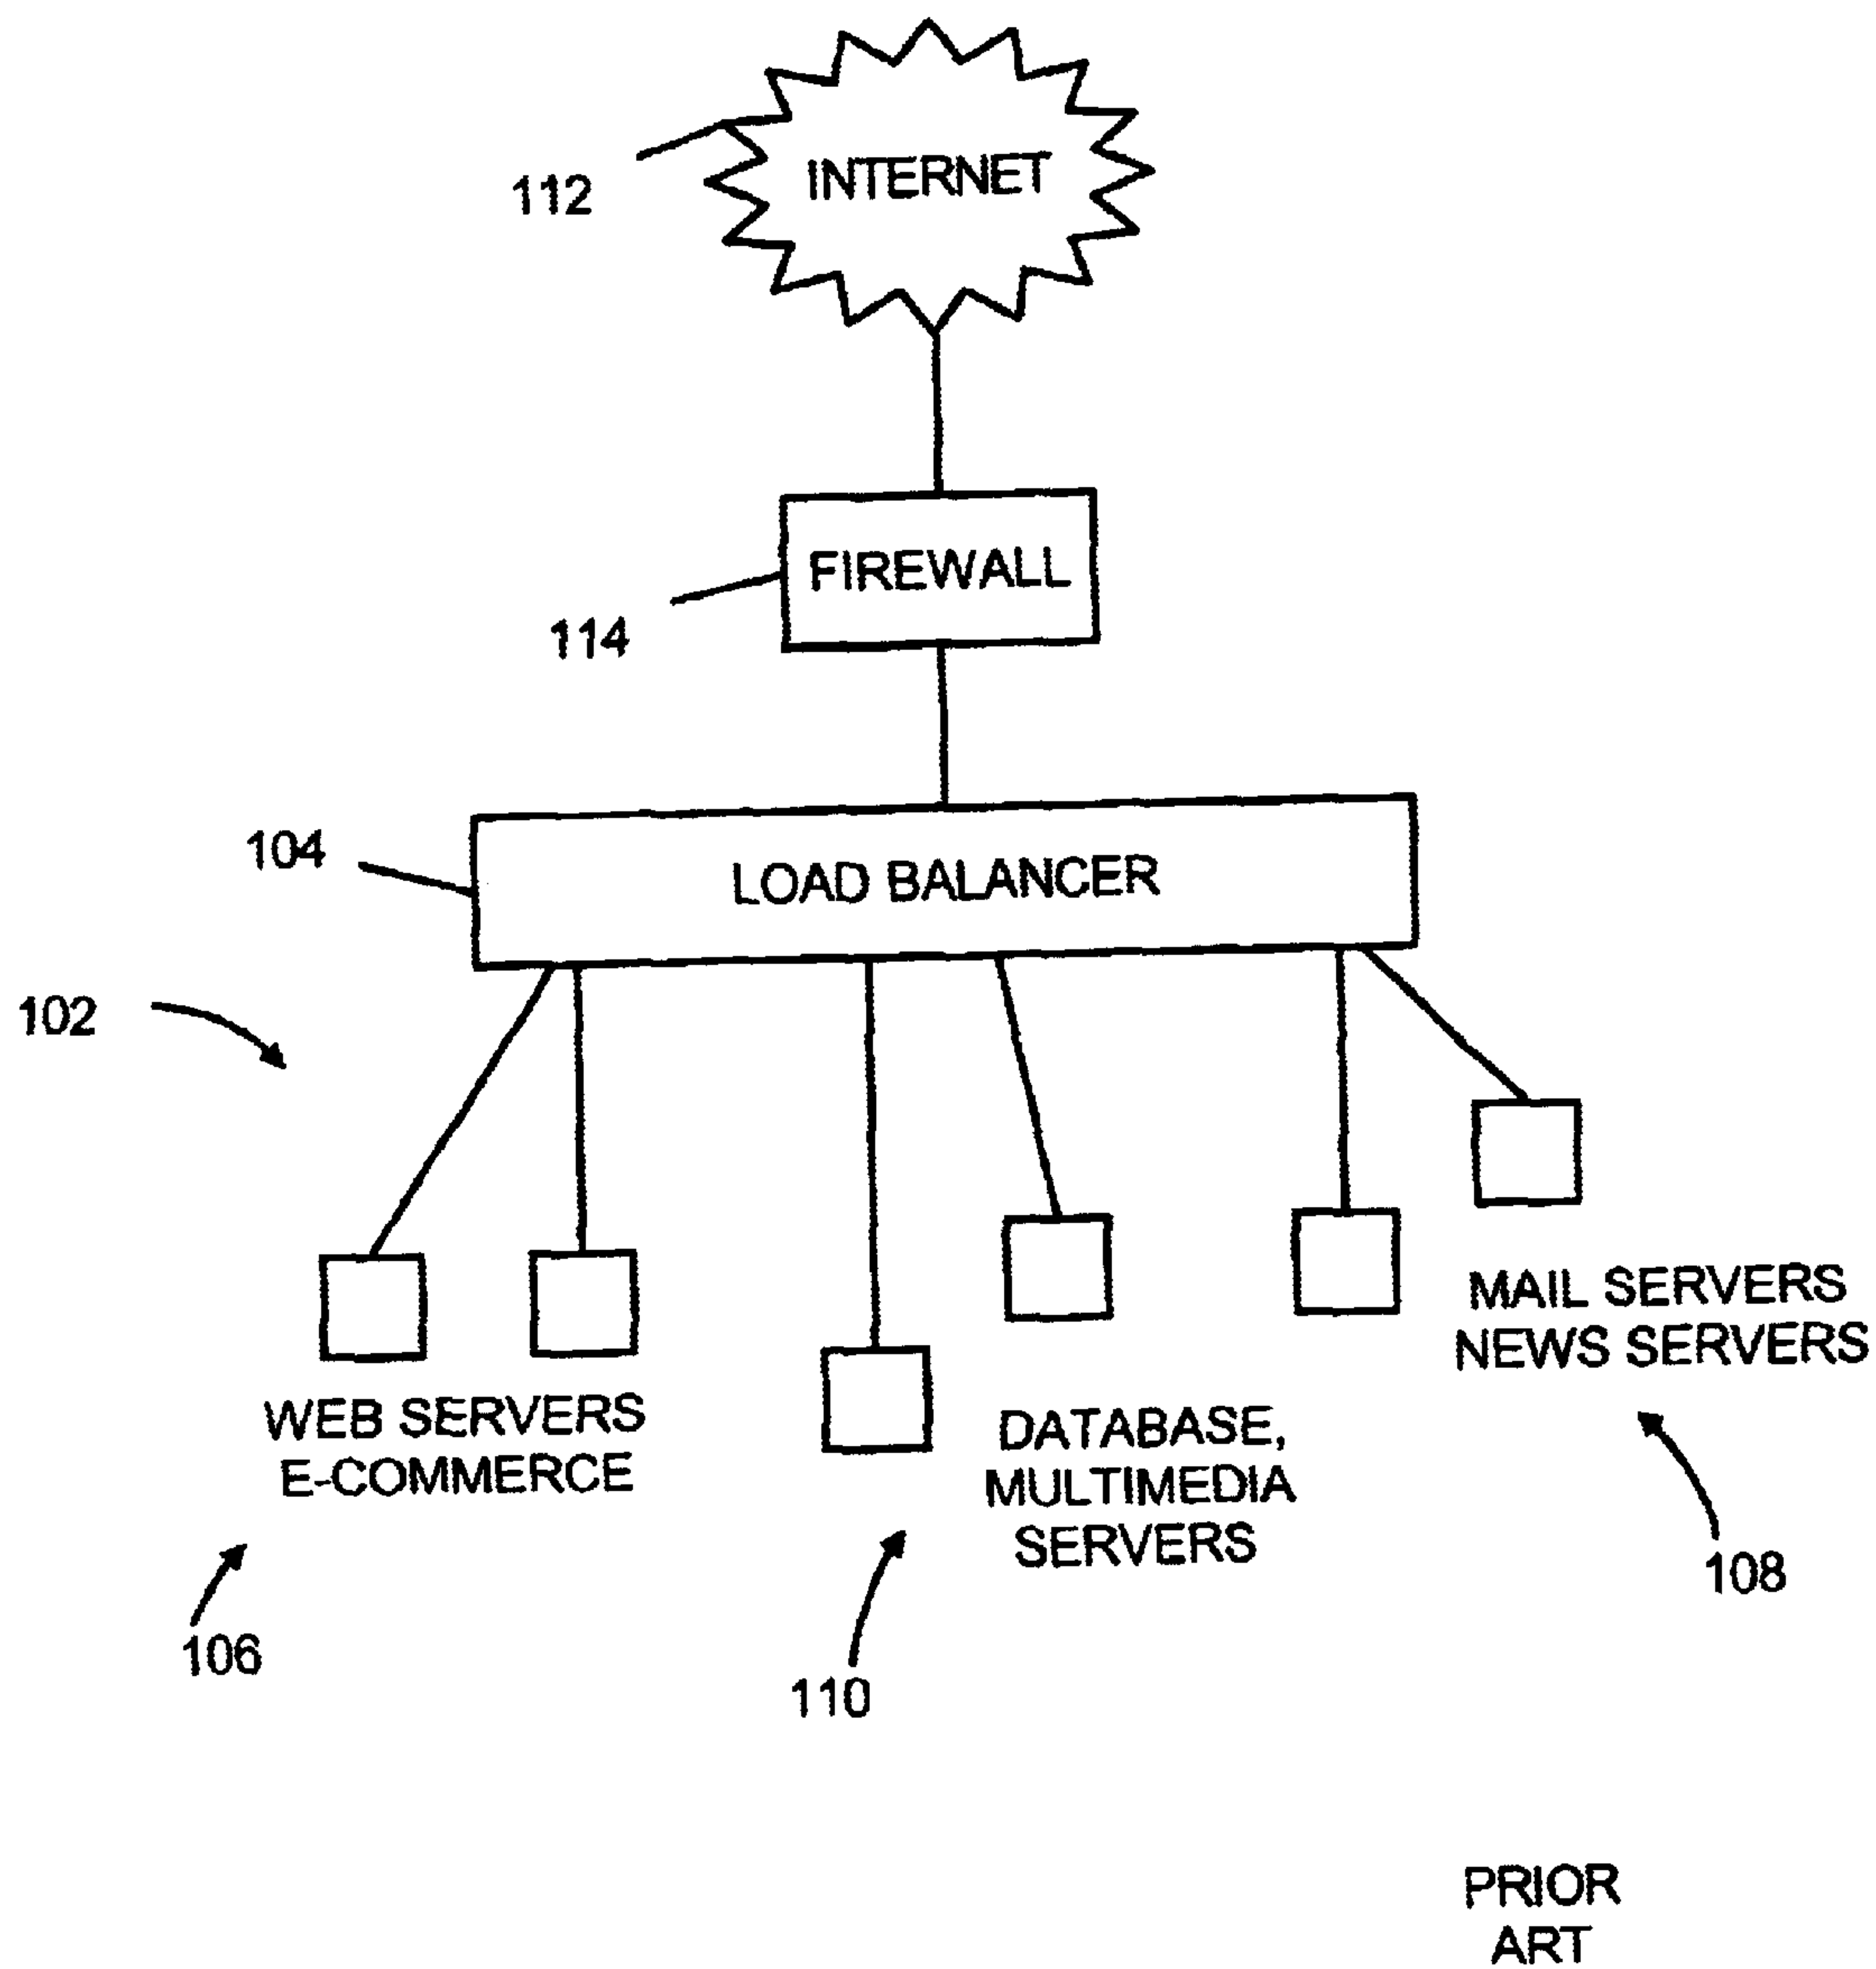 INTERNET
112
FIREWALL
114
104
LOAD BALANCER
102
MAIL SERVERS
NEWS SERVERS
WEB SERVERS
E-COMMERCE
DATABASE,
MULTIMEDIA
SERVERS
108
106
110
PRIOR
ART